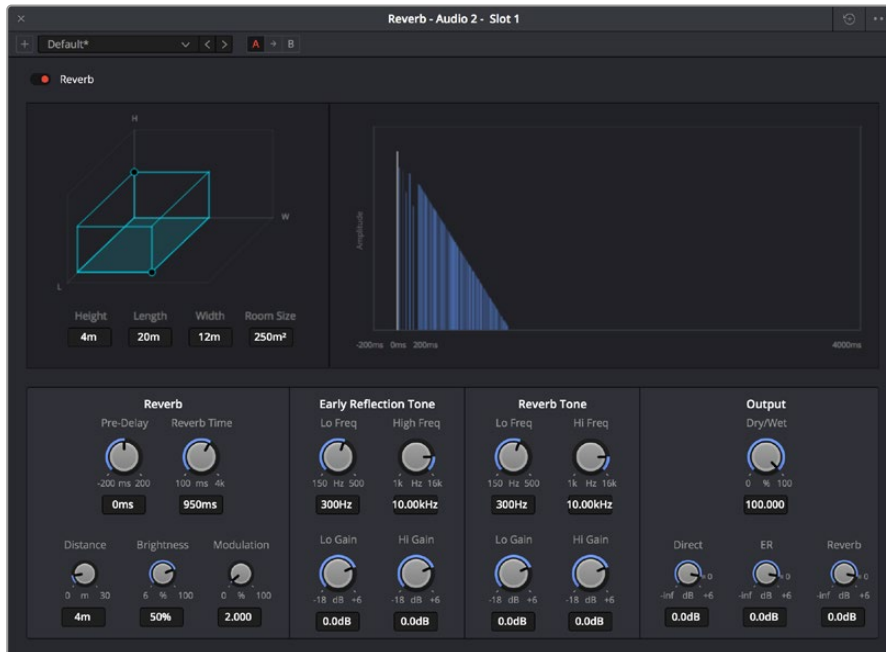 Reverb - Audio 2 - Slot 1
Default*
A
B
Reverb
H
W
L
Height Length Width Room Size
4m 20m 12m 250m²
Amplitude
-200ms 0ms 200ms 4000ms
Reverb
Pre-Delay Reverb Time
-200 ms 200 100 ms 4k
0ms 950ms
Distance Brightness Modulation
0 m 30 6 % 100 0 % 100
4m 50% 2.000
Early Reflection Tone
Lo Freq High Freq
150 Hz 500 1k Hz 16k
300Hz 10.00kHz
Lo Gain Hi Gain
-18 dB +6 -18 dB +6
0.0dB 0.0dB
Reverb Tone
Lo Freq Hi Freq
150 Hz 500 1k Hz 16k
300Hz 10.00kHz
Lo Gain Hi Gain
-18 dB +6 -18 dB +6
0.0dB 0.0dB
Output
Dry/Wet
0 % 100
100.000
Direct ER Reverb
0 0 0
-inf dB +6 -inf dB +6 -inf dB +6
0.0dB 0.0dB 0.0dB